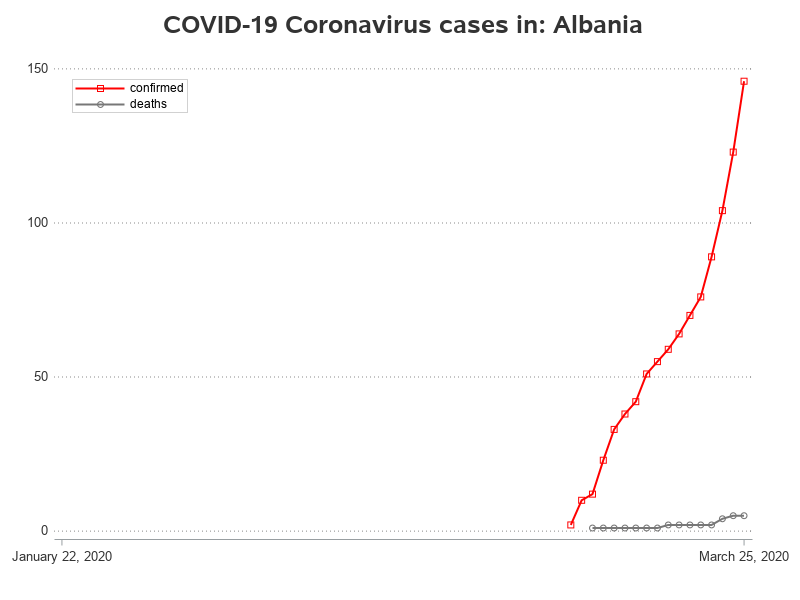 COVID-19 Coronavirus cases in: Albania
150
confirmed
deaths
100
50
0
January 22, 2020
March 25, 2020